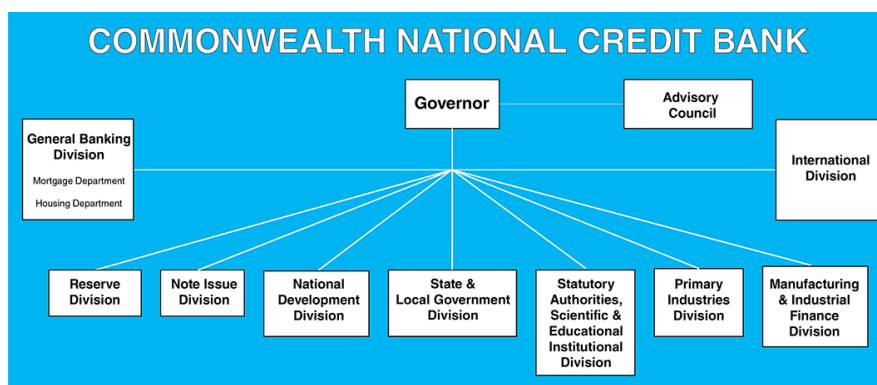 COMMONWEALTH NATIONAL CREDIT BANK
Governor
Advisory
Council
General Banking
Division
Mortgage Department
Housing Department
International
Division
Reserve
Division
Note Issue
Division
National
Development
Division
State &
Local Government
Division
Statutory
Authorities,
Scientific &
Educational
Institutional
Division
Primary
Industries
Division
Manufacturing
& Industrial
Finance
Division